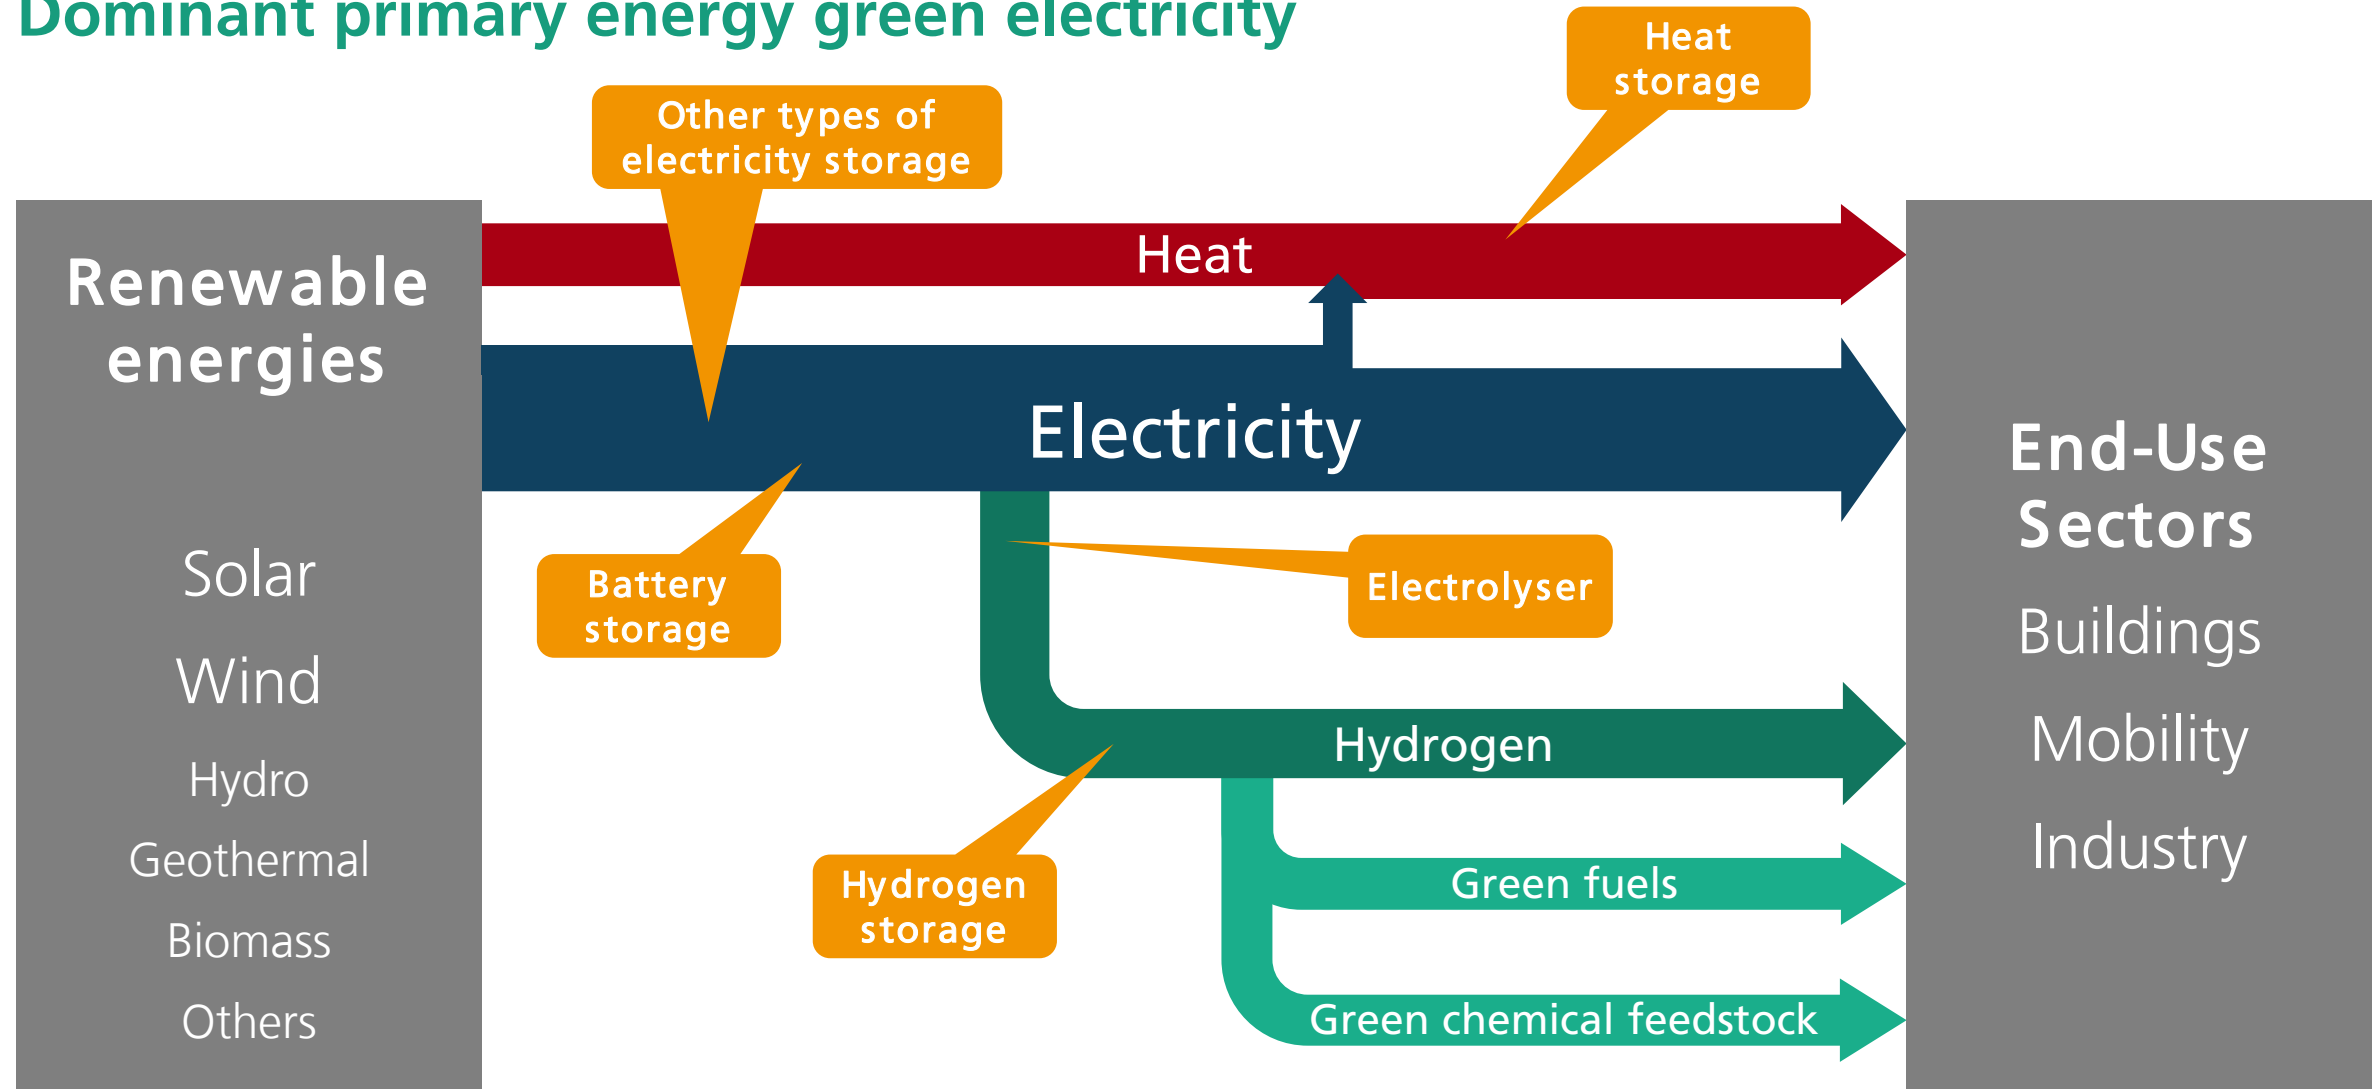 Dominant primary energy green electricity
Heat
storage
Other types of
electricity storage
Renewable
energies
Solar
Wind
Hydro
Geothermal
Biomass
Others
Heat
Electricity
Battery
storage
Electrolyser
Hydrogen
Hydrogen
storage
Green fuels
Green chemical feedstock
End-Use
Sectors
Buildings
Mobility
Industry